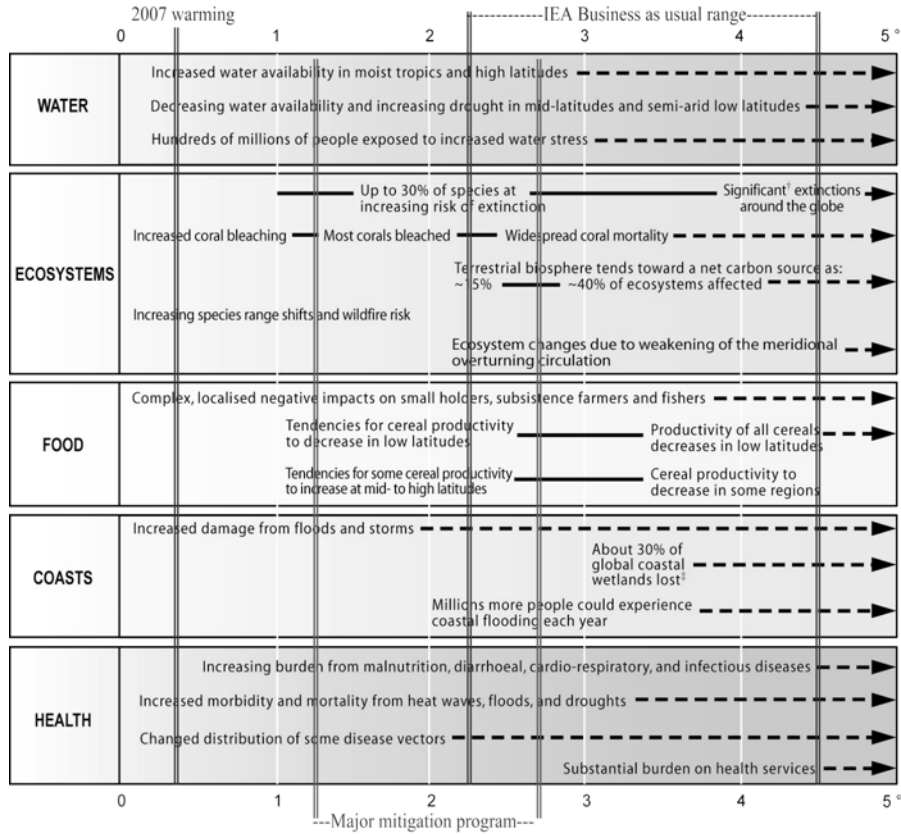 2007 warming
---------------------IEA Business as usual range---------------
0 1 2 3 4 5 °
WATER
Increased water availability in moist tropics and high latitudes
Decreasing water availability and increasing drought in mid-latitudes and semi-arid low latitudes
Hundreds of millions of people exposed to increased water stress
ECOSYSTEMS
Up to 30% of species at
increasing risk of extinction
Significant† extinctions
around the globe
Increased coral bleaching Most corals bleached Widespread coral mortality
Terrestrial biosphere tends toward a net carbon source as:
~15% ~40% of ecosystems affected
Increasing species range shifts and wildfire risk
Ecosystem changes due to weakening of the meridional
overturning circulation
FOOD
Complex, localised negative impacts on small holders, subsistence farmers and fishers
Tendencies for cereal productivity
to decrease in low latitudes
Productivity of all cereals
decreases in low latitudes
Tendencies for some cereal productivity
to increase at mid- to high latitudes
Cereal productivity to
decrease in some regions
COASTS
Increased damage from floods and storms
About 30% of
global coastal
wetlands lost‡
Millions more people could experience
coastal flooding each year
HEALTH
Increasing burden from malnutrition, diarrhoeal, cardio-respiratory, and infectious diseases
Increased morbidity and mortality from heat waves, floods, and droughts
Changed distribution of some disease vectors
Substantial burden on health services
0 1 2 3 4 5 °
---Major mitigation program---